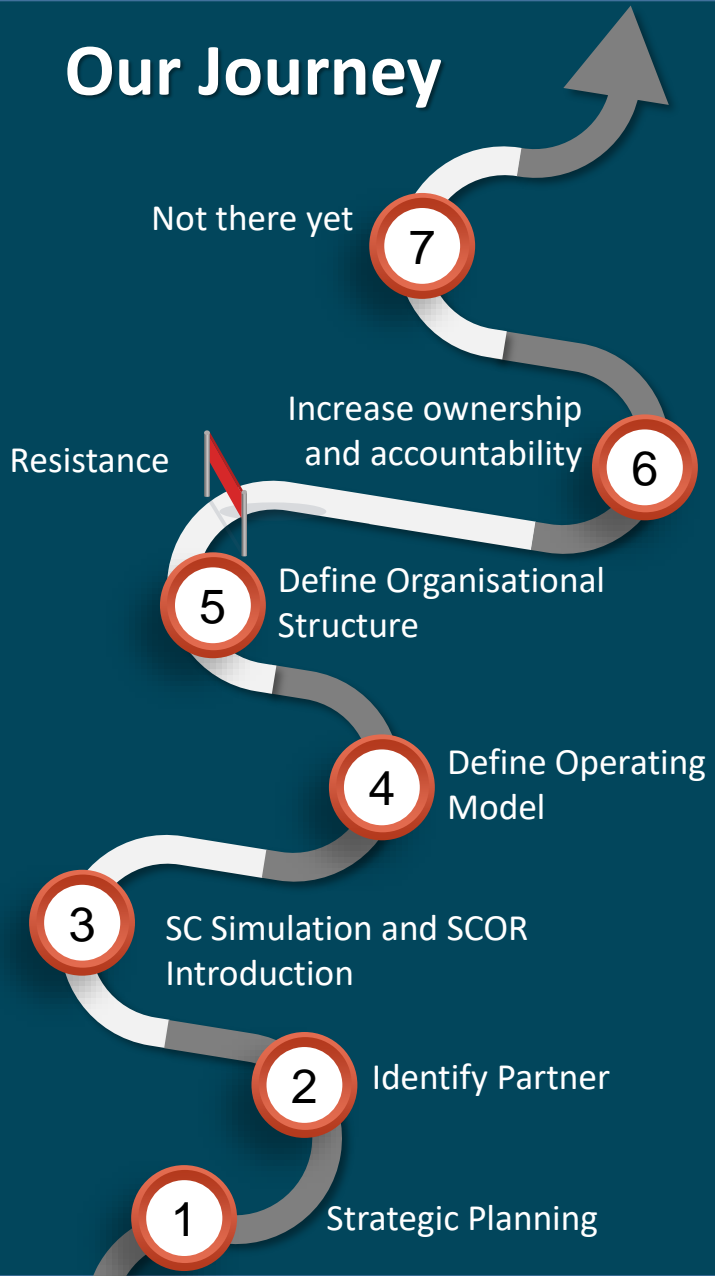 Our Journey
Not there yet
7
Increase ownership
and accountability
6
Resistance
5
Define Organisational
Structure
4
Define Operating
Model
3
SC Simulation and SCOR
Introduction
2
Identify Partner
1
Strategic Planning